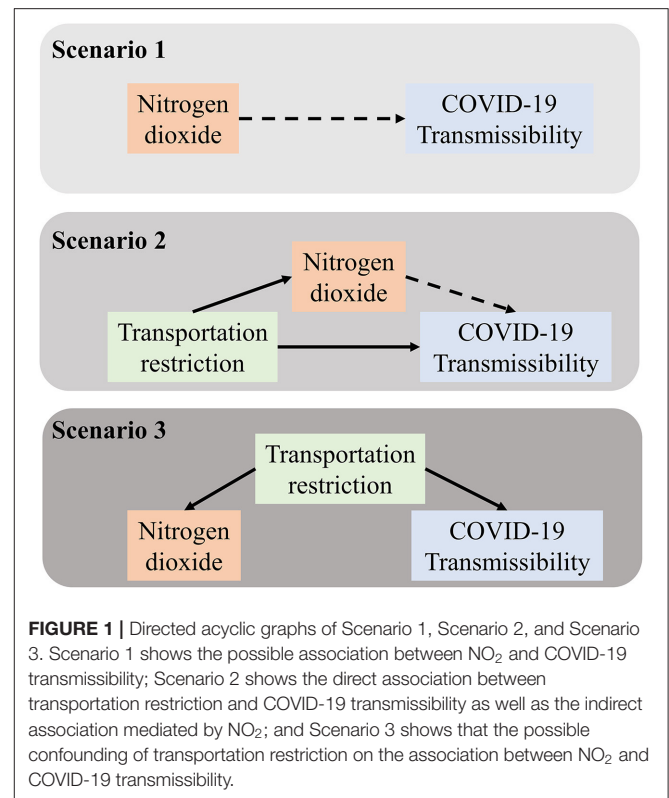 Scenario 1
Nitrogen
dioxide
COVID-19
Transmissibility
Scenario 2
Nitrogen
dioxide
Transportation
restriction
COVID-19
Transmissibility
Scenario 3
Transportation
restriction
Nitrogen
dioxide
COVID-19
Transmissibility
FIGURE 1 | Directed acyclic graphs of Scenario 1, Scenario 2, and Scenario
3. Scenario 1 shows the possible association between NO₂ and COVID-19
transmissibility; Scenario 2 shows the direct association between
transportation restriction and COVID-19 transmissibility as well as the indirect
association mediated by NO₂; and Scenario 3 shows that the possible
confounding of transportation restriction on the association between NO₂ and
COVID-19 transmissibility.